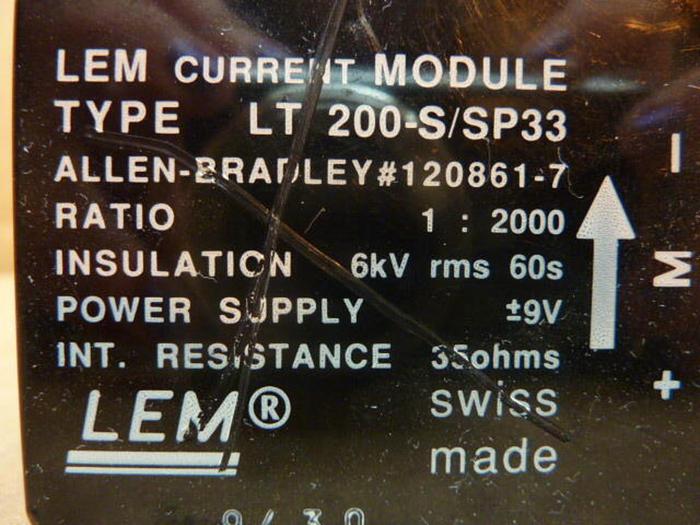 LEM CURRENT MODULE
TYPE LT 200-S/SP33
ALLEN-BRADLEY#120861-7
RATIO 1 : 2000
INSULATION 6kV rms 60s
POWER SUPPLY ±9V
INT. RESISTANCE 35ohms
LEM® swiss
made
- M +